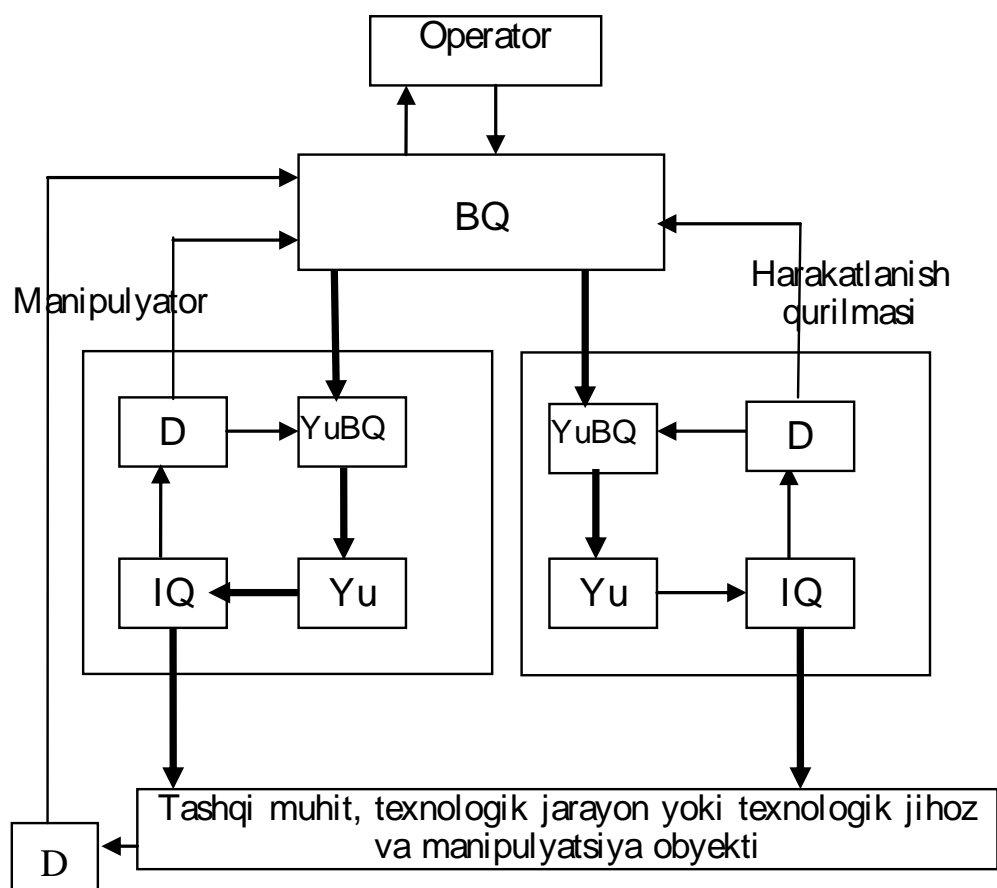 Operator
BQ
Manipulyator
Harakatlanish
qurilmasi
D
YuBQ
YuBQ
D
IQ
Yu
Yu
IQ
Tashqi muhit, texnologik jarayon yoki texnologik jihoz
va manipulyatsiya obyekti
D